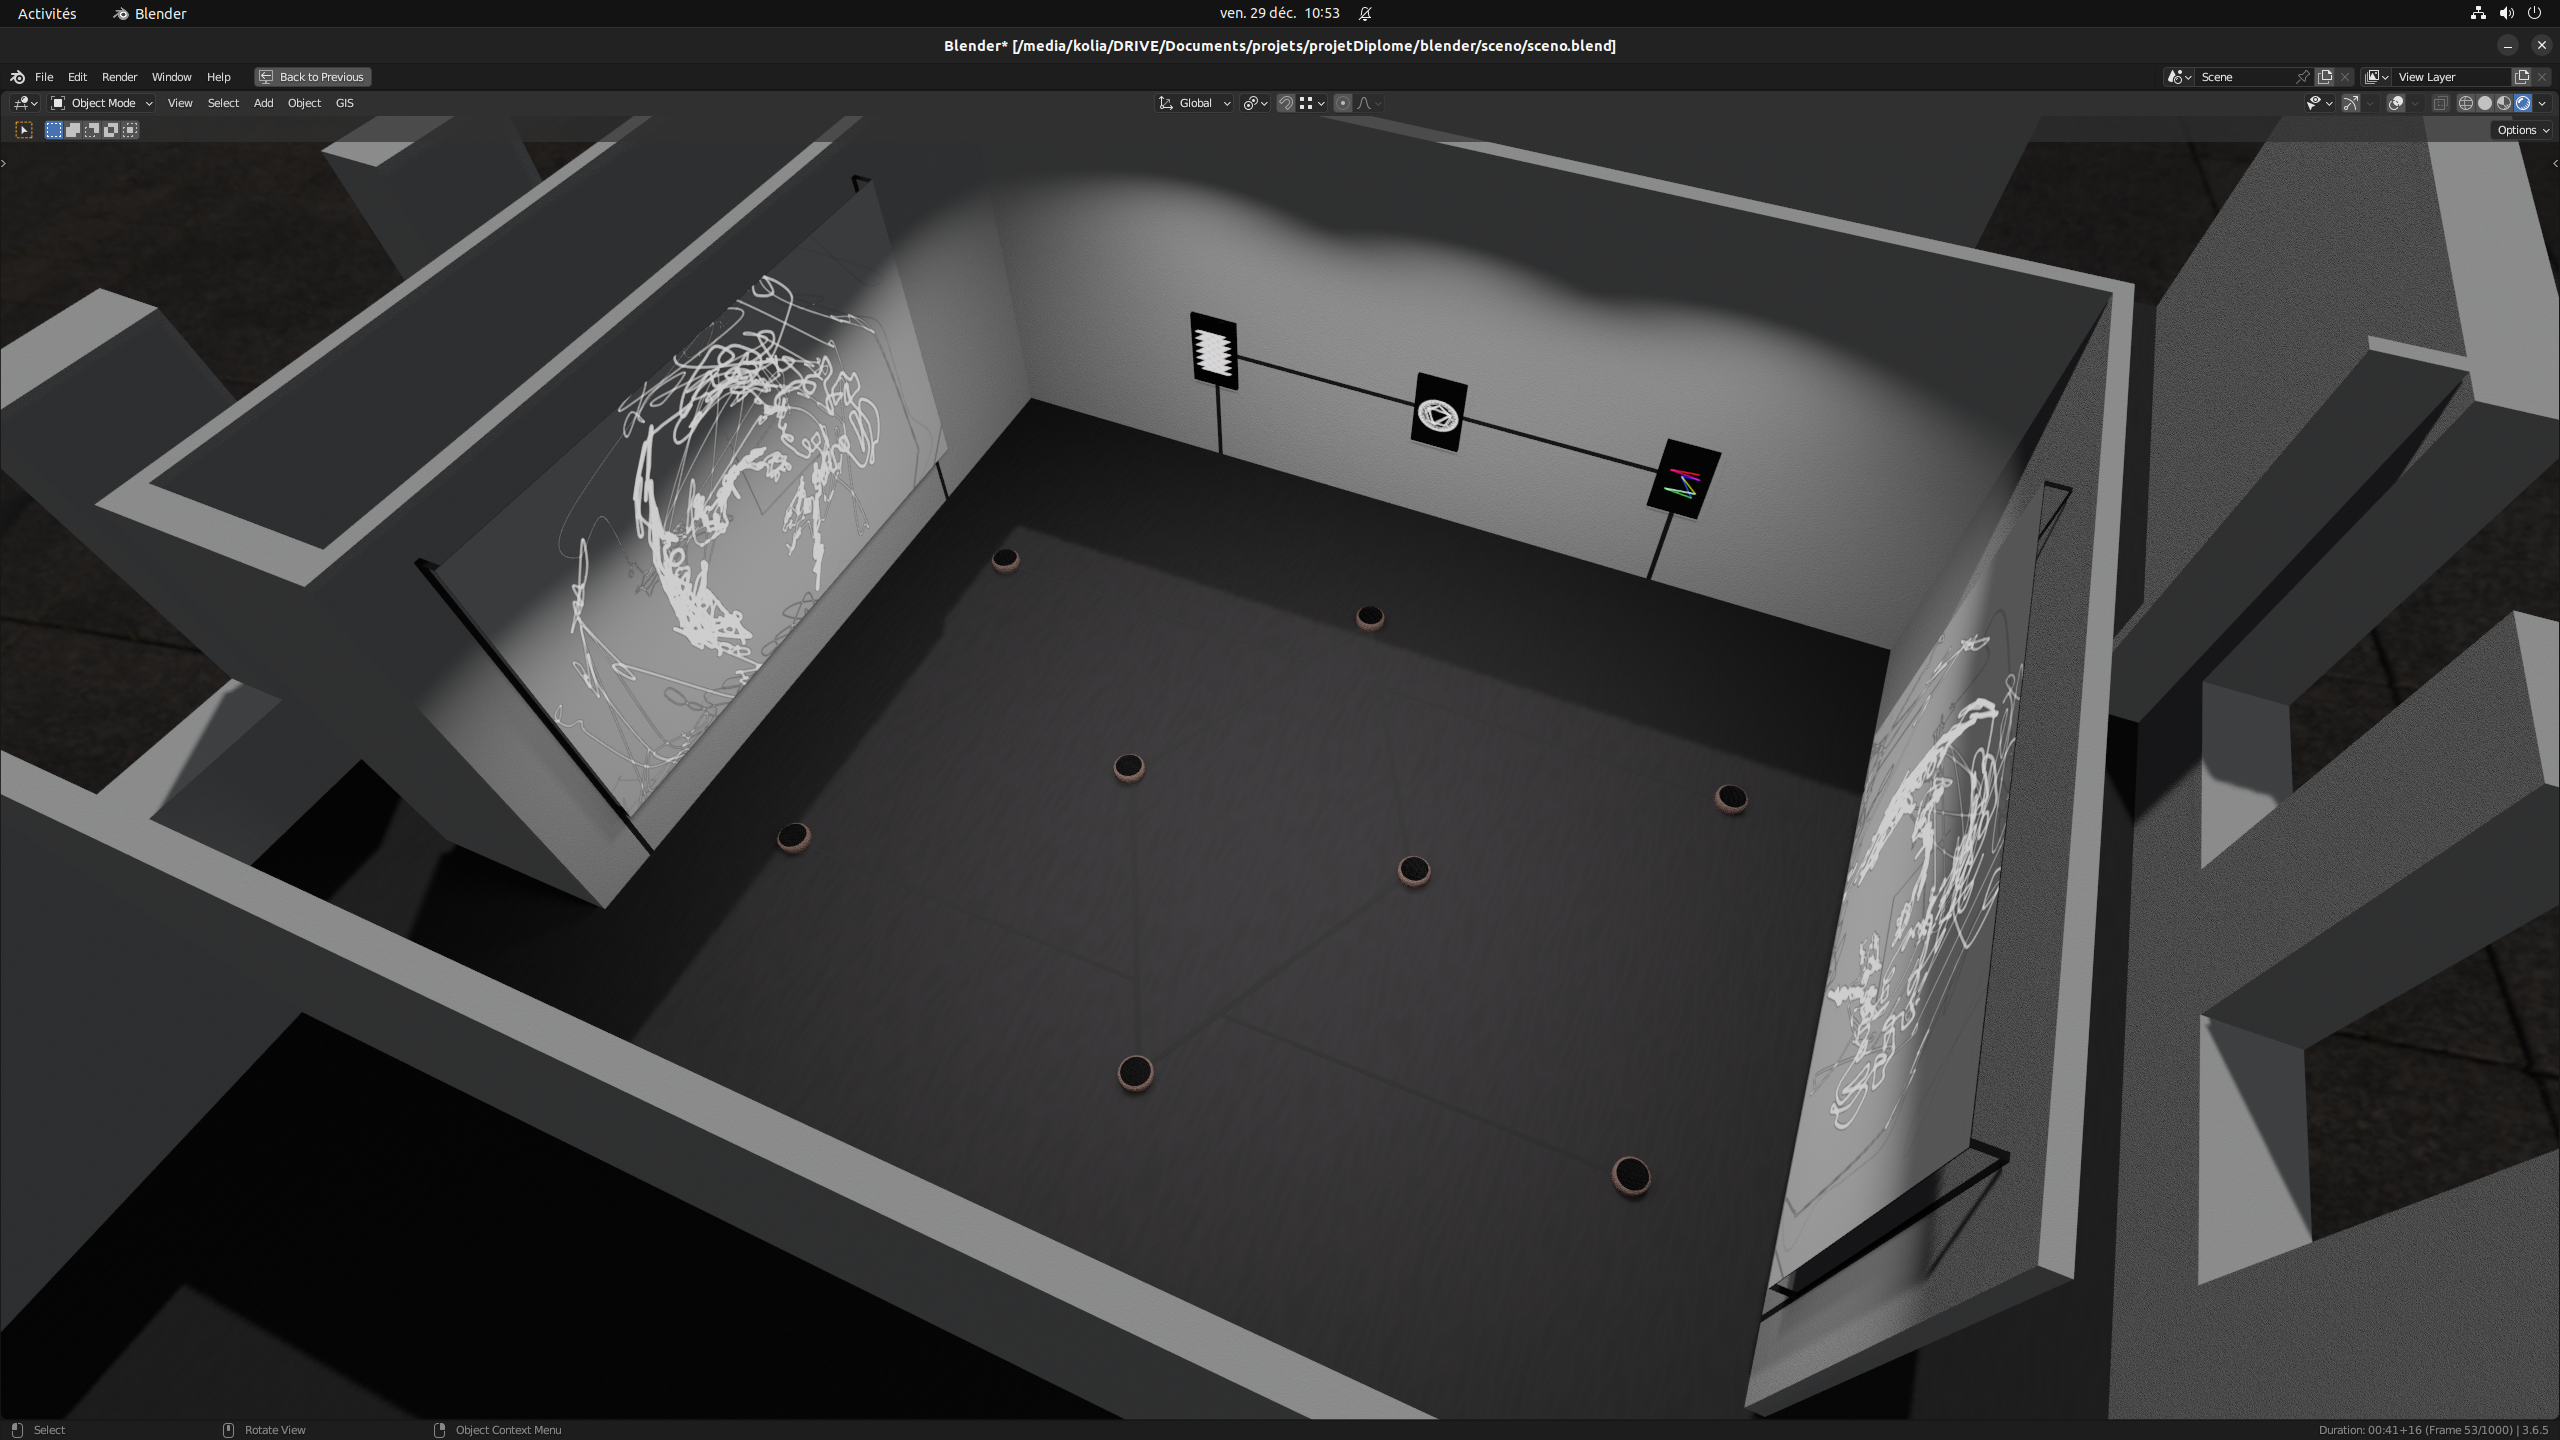 Activités Blender ven. 29 déc. 10:53
Blender* [/media/kolia/DRIVE/Documents/projets/projetDiplome/blender/sceno/sceno.blend]
File Edit Render Window Help Back to Previous Scene View Layer
Object Mode View Select Add Object GIS Global
Options
Select Rotate View Object Context Menu Duration: 00:41+16 (Frame 53/1000) | 3.6.5